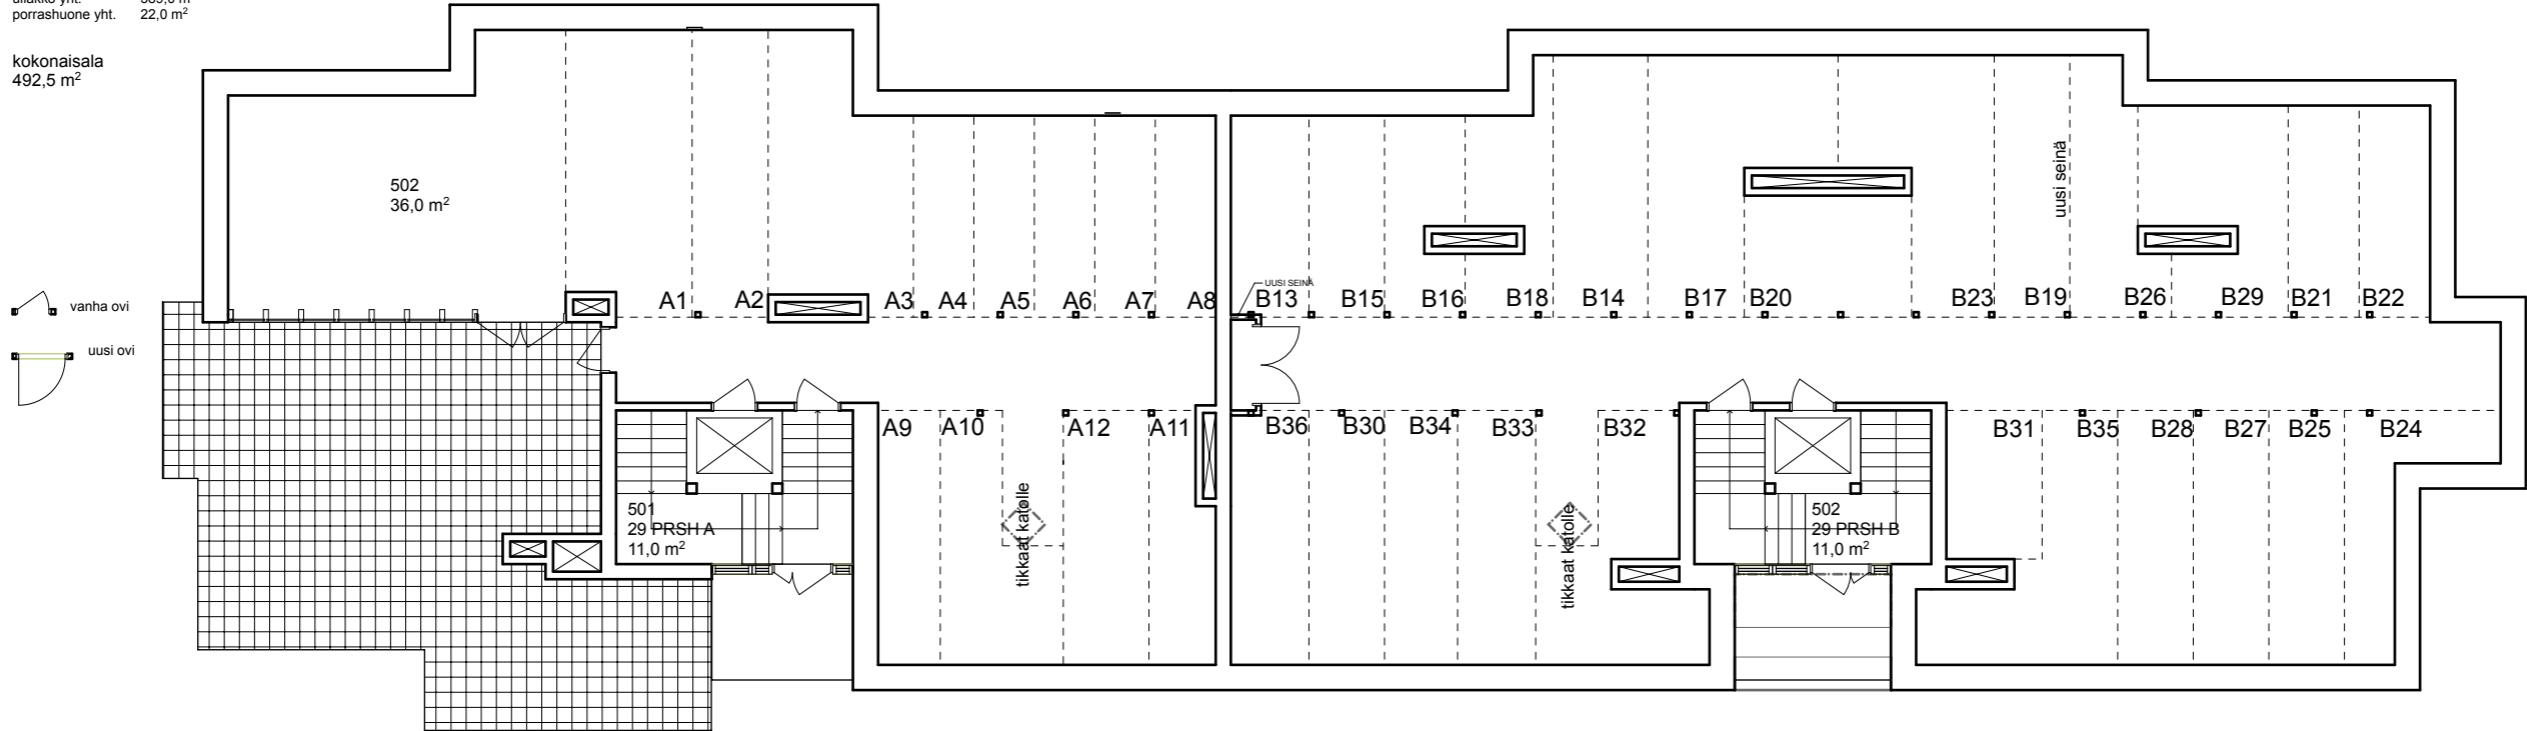 porrashuone yht. 22,0 m²
kokonaisala
492,5 m²
502
36,0 m²
vanha ovi
uusi ovi
uusi seinä
UUSI SEINÄ
A1 A2 A3 A4 A5 A6 A7 A8 B13 B15 B16 B18 B14 B17 B20 B23 B19 B26 B29 B21 B22
A9 A10 A12 A11 B36 B30 B34 B33 B32 B31 B35 B28 B27 B25 B24
501
29 PRSH A
11,0 m²
tikkaat katolle
tikkaat katolle
502
29 PRSH B
11,0 m²